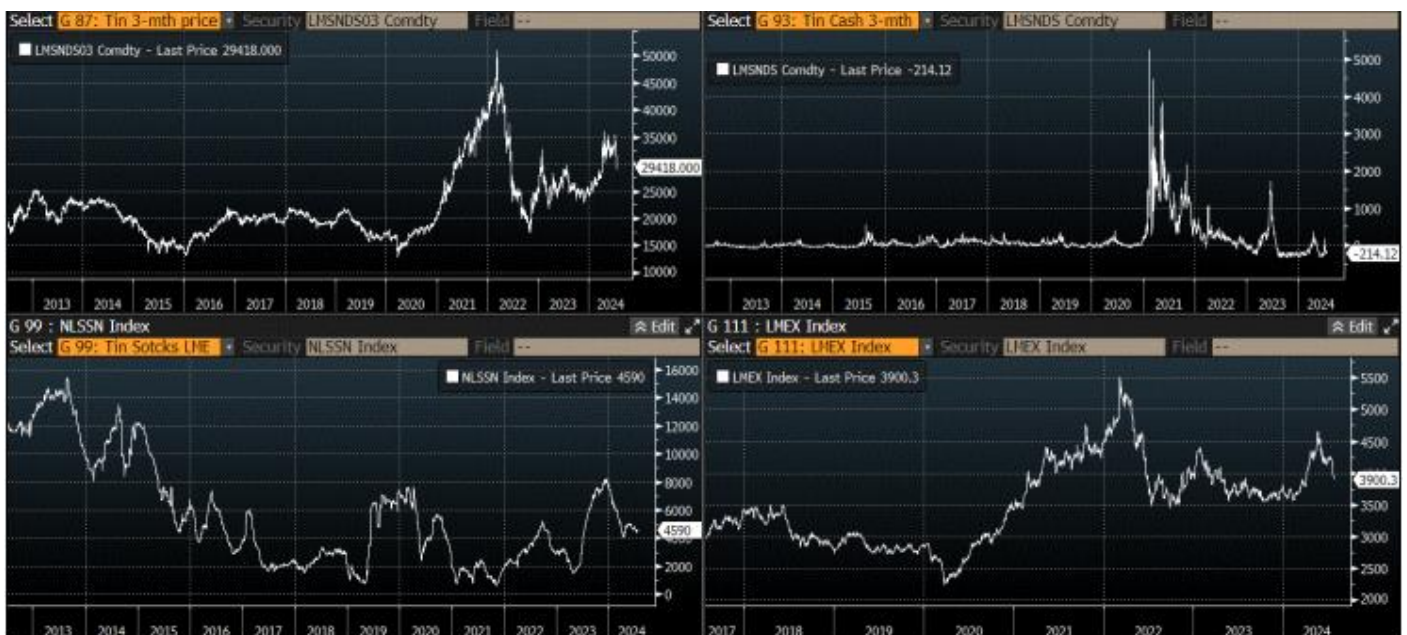 Select G 87: Tin 3-mth price Security LMSNDS03 Comdty Field --
LMSNDS03 Comdty - Last Price 29418.000
50000
45000
40000
35000
29418.000
25000
20000
15000
10000
2013 2014 2015 2016 2017 2018 2019 2020 2021 2022 2023 2024
Select G 93: Tin Cash 3-mth Security LMSNDS Comdty Field --
LMSNDS Comdty - Last Price -214.12
5000
4000
3000
2000
1000
-214.12
2013 2014 2015 2016 2017 2018 2019 2020 2021 2022 2023 2024
G 99 : NLSSN Index Edit
Select G 99: Tin Sotcks LME Security NLSSN Index Field --
NLSSN Index - Last Price 4590
16000
14000
12000
10000
8000
6000
4590
4000
2000
0
2013 2014 2015 2016 2017 2018 2019 2020 2021 2022 2023 2024
G 111 : LMEX Index Edit
Select G 111: LMEX Index Security LMEX Index Field --
LMEX Index - Last Price 3900.3
5500
5000
4500
3900.3
3500
3000
2500
2000
2017 2018 2019 2020 2021 2022 2023 2024